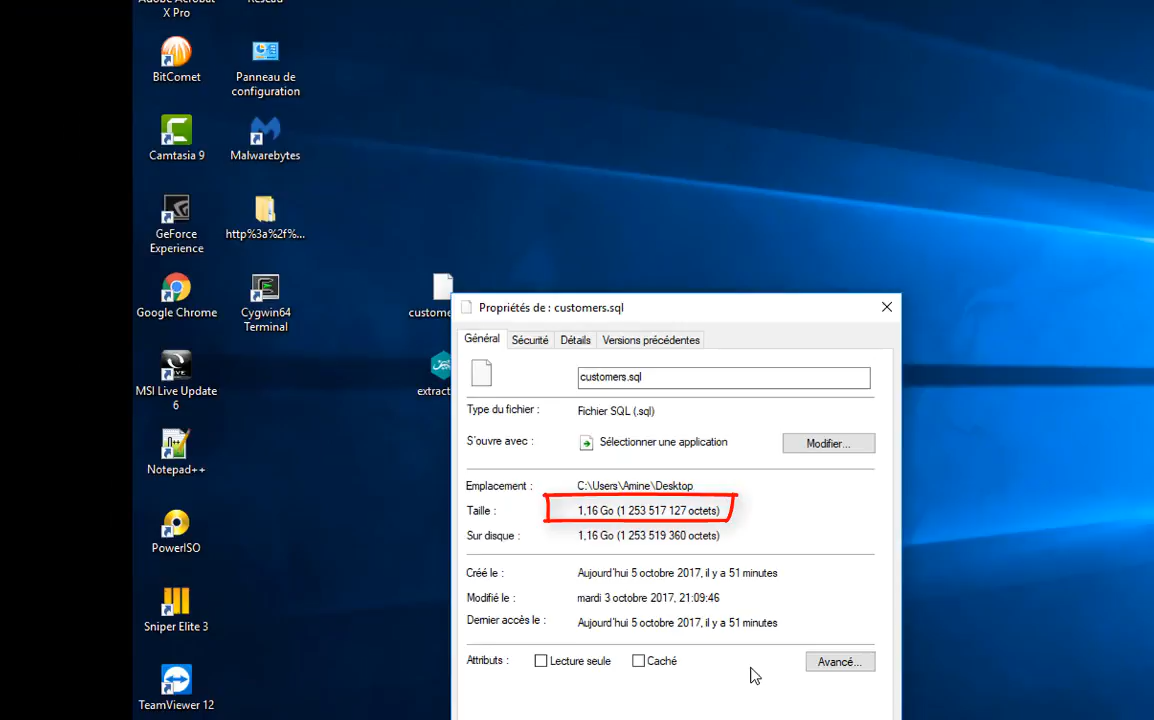 Adobe Acrobat
X Pro
Réseau
BitComet
Panneau de
configuration
Camtasia 9
Malwarebytes
GeForce
Experience
http%3a%2f%...
Google Chrome
Cygwin64
Terminal
custome
MSI Live Update
6
extract
Notepad++
PowerISO
Sniper Elite 3
TeamViewer 12
Propriétés de : customers.sql
Général
Sécurité
Détails
Versions précédentes
customers.sql
Type du fichier : Fichier SQL (.sql)
S'ouvre avec : Sélectionner une application Modifier...
Emplacement : C:\Users\Amine\Desktop
Taille : 1,16 Go (1 253 517 127 octets)
Sur disque : 1,16 Go (1 253 519 360 octets)
Créé le : Aujourd'hui 5 octobre 2017, il y a 51 minutes
Modifié le : mardi 3 octobre 2017, 21:09:46
Dernier accès le : Aujourd'hui 5 octobre 2017, il y a 51 minutes
Attributs : Lecture seule Caché Avancé...